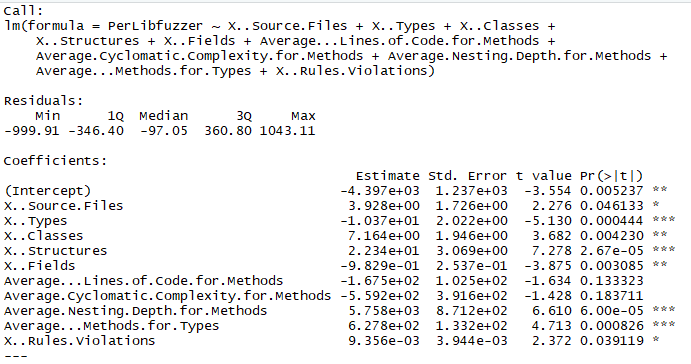 Call:
lm(formula = PerLibfuzzer ~ X..Source.Files + X..Types + X..Classes +
    X..Structures + X..Fields + Average...Lines.of.Code.for.Methods +
    Average.Cyclomatic.Complexity.for.Methods + Average.Nesting.Depth.for.Methods +
    Average...Methods.for.Types + X..Rules.Violations)

Residuals:
    Min      1Q  Median      3Q     Max
-999.91 -346.40  -97.05  360.80 1043.11

Coefficients:
                                            Estimate Std. Error t value Pr(>|t|)
(Intercept)                               -4.397e+03  1.237e+03  -3.554 0.005237 **
X..Source.Files                            3.928e+00  1.726e+00   2.276 0.046133 *
X..Types                                  -1.037e+01  2.022e+00  -5.130 0.000444 ***
X..Classes                                 7.164e+00  1.946e+00   3.682 0.004230 **
X..Structures                              2.234e+01  3.069e+00   7.278 2.67e-05 ***
X..Fields                                 -9.829e-01  2.537e-01  -3.875 0.003085 **
Average...Lines.of.Code.for.Methods       -1.675e+02  1.025e+02  -1.634 0.133323
Average.Cyclomatic.Complexity.for.Methods -5.592e+02  3.916e+02  -1.428 0.183711
Average.Nesting.Depth.for.Methods          5.758e+03  8.712e+02   6.610 6.00e-05 ***
Average...Methods.for.Types                6.278e+02  1.332e+02   4.713 0.000826 ***
X..Rules.Violations                        9.356e-03  3.944e-03   2.372 0.039119 *
---